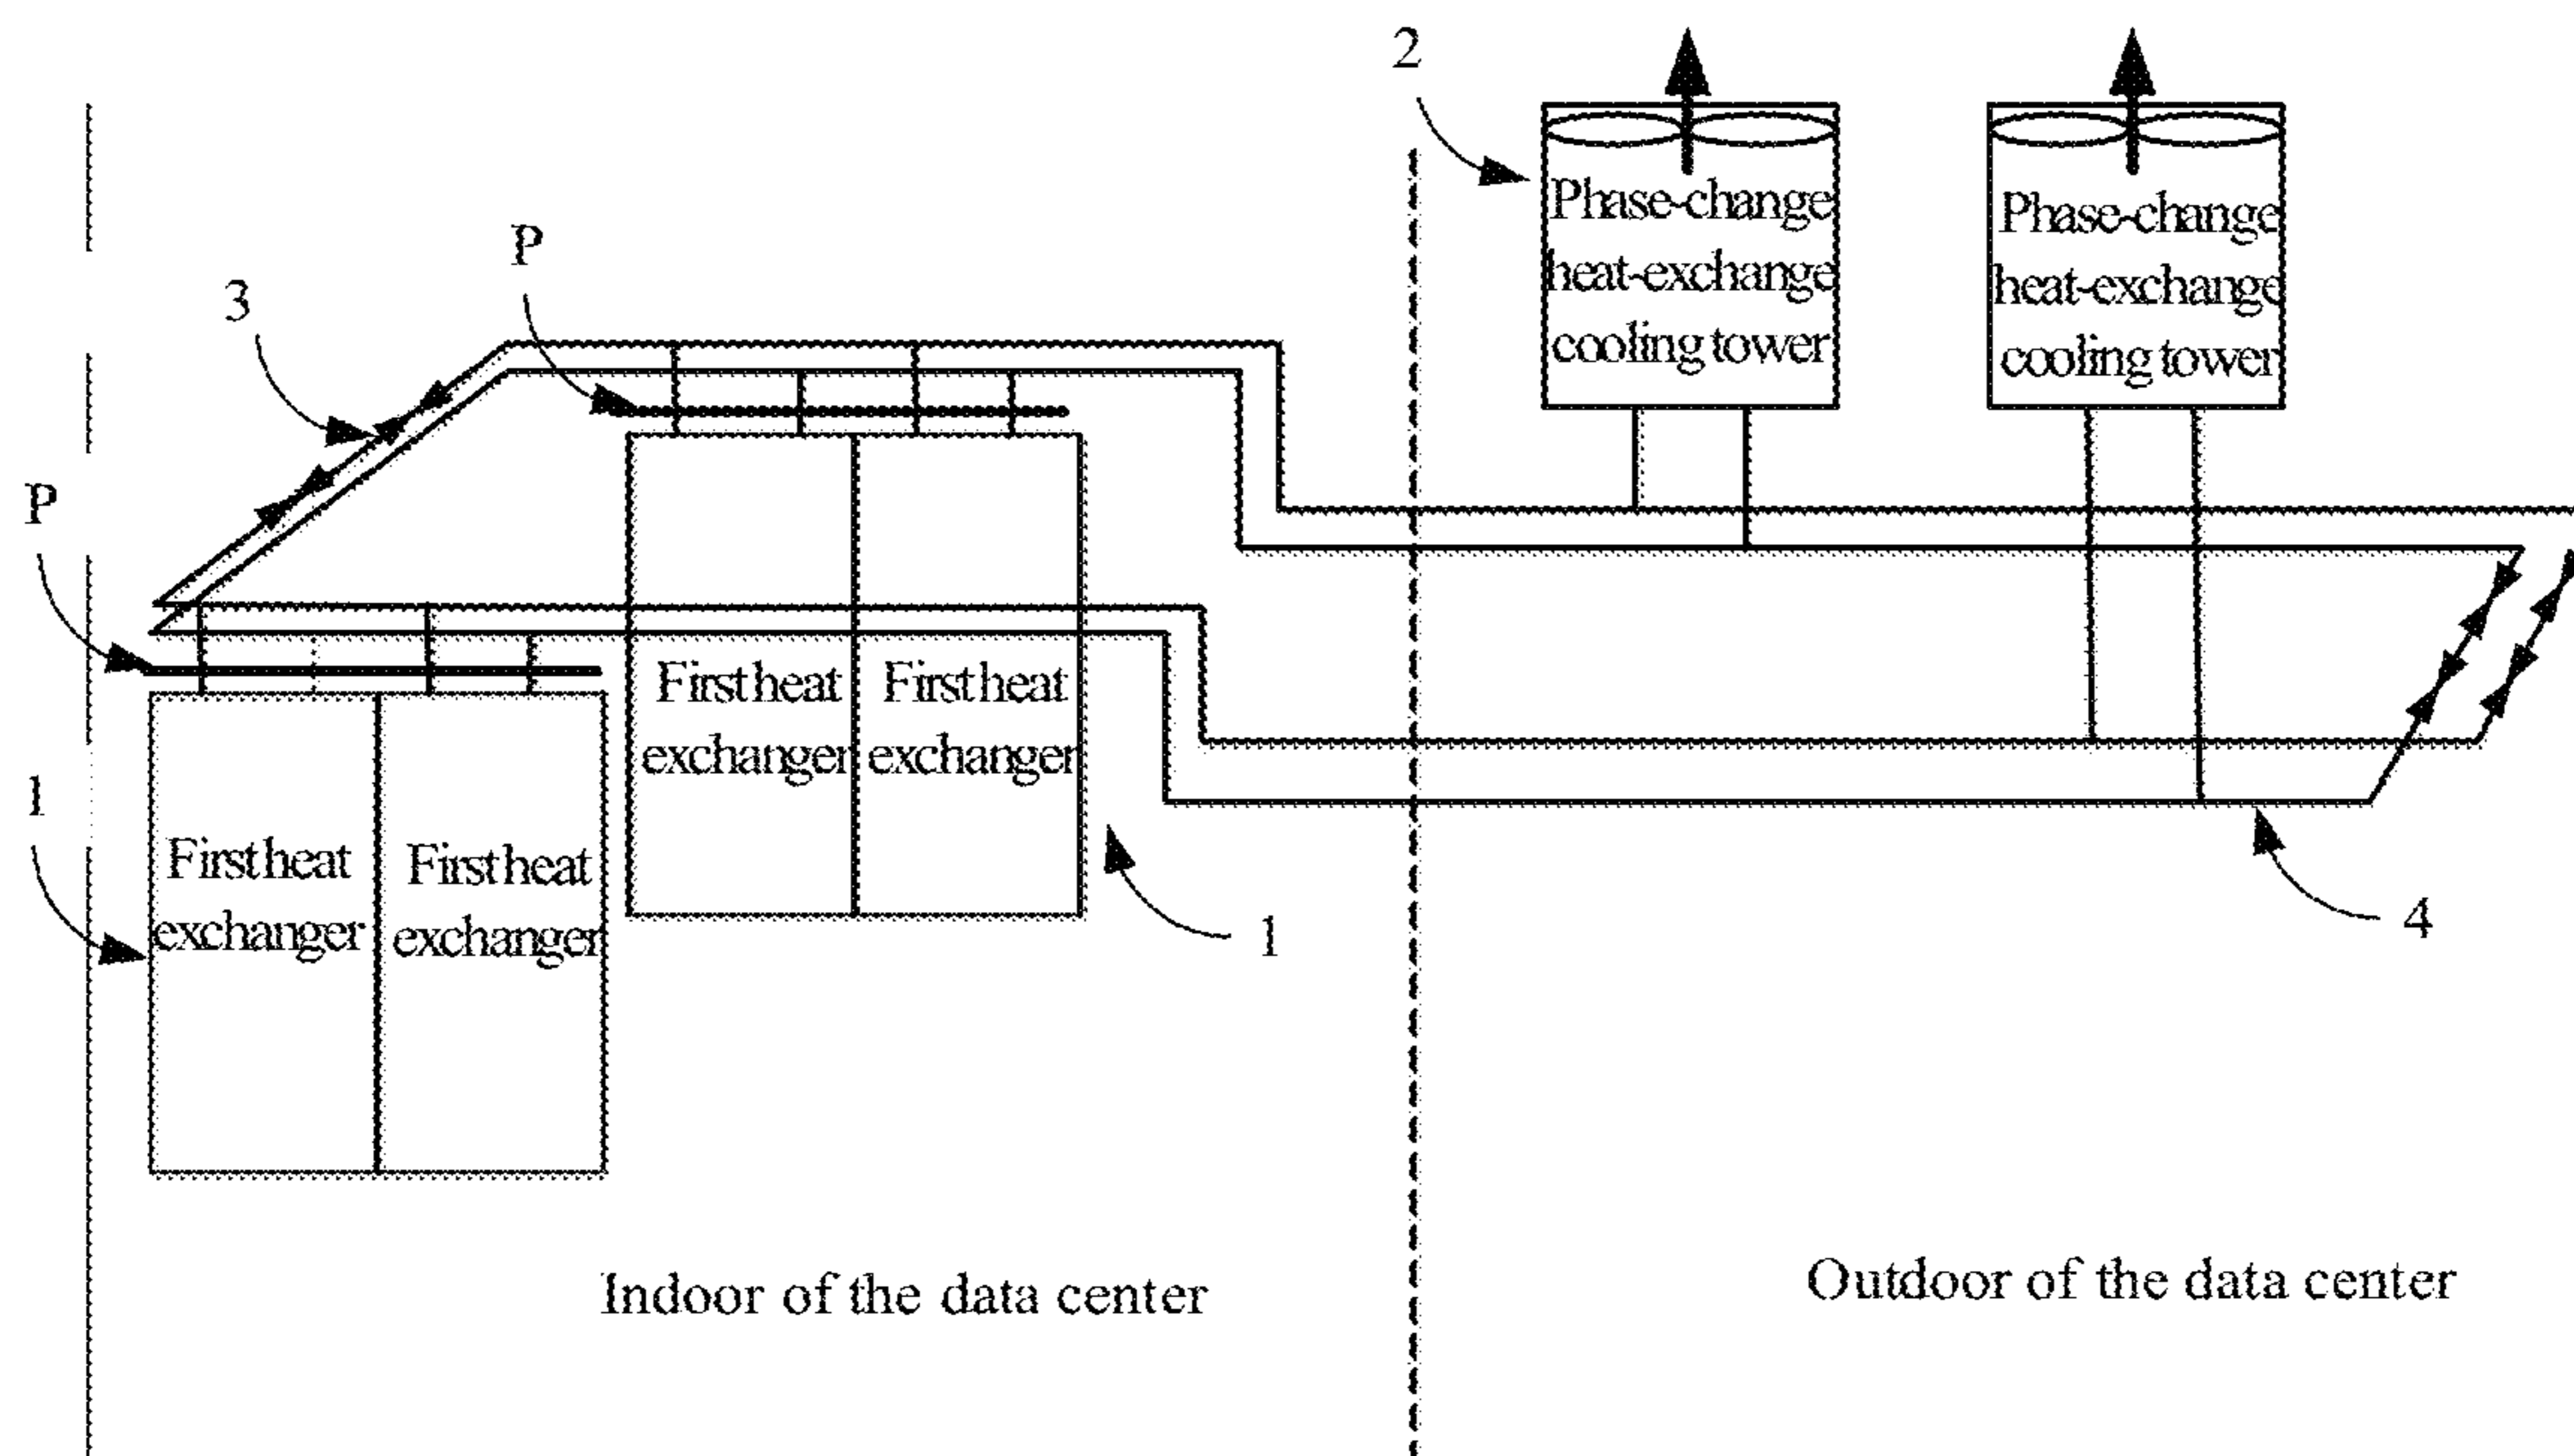 2
Phase-change
heat-exchange
cooling tower
Phase-change
heat-exchange
cooling tower
P
3
P
First heat
exchanger
First heat
exchanger
1
First heat
exchanger
First heat
exchanger
1
4
Indoor of the data center
Outdoor of the data center